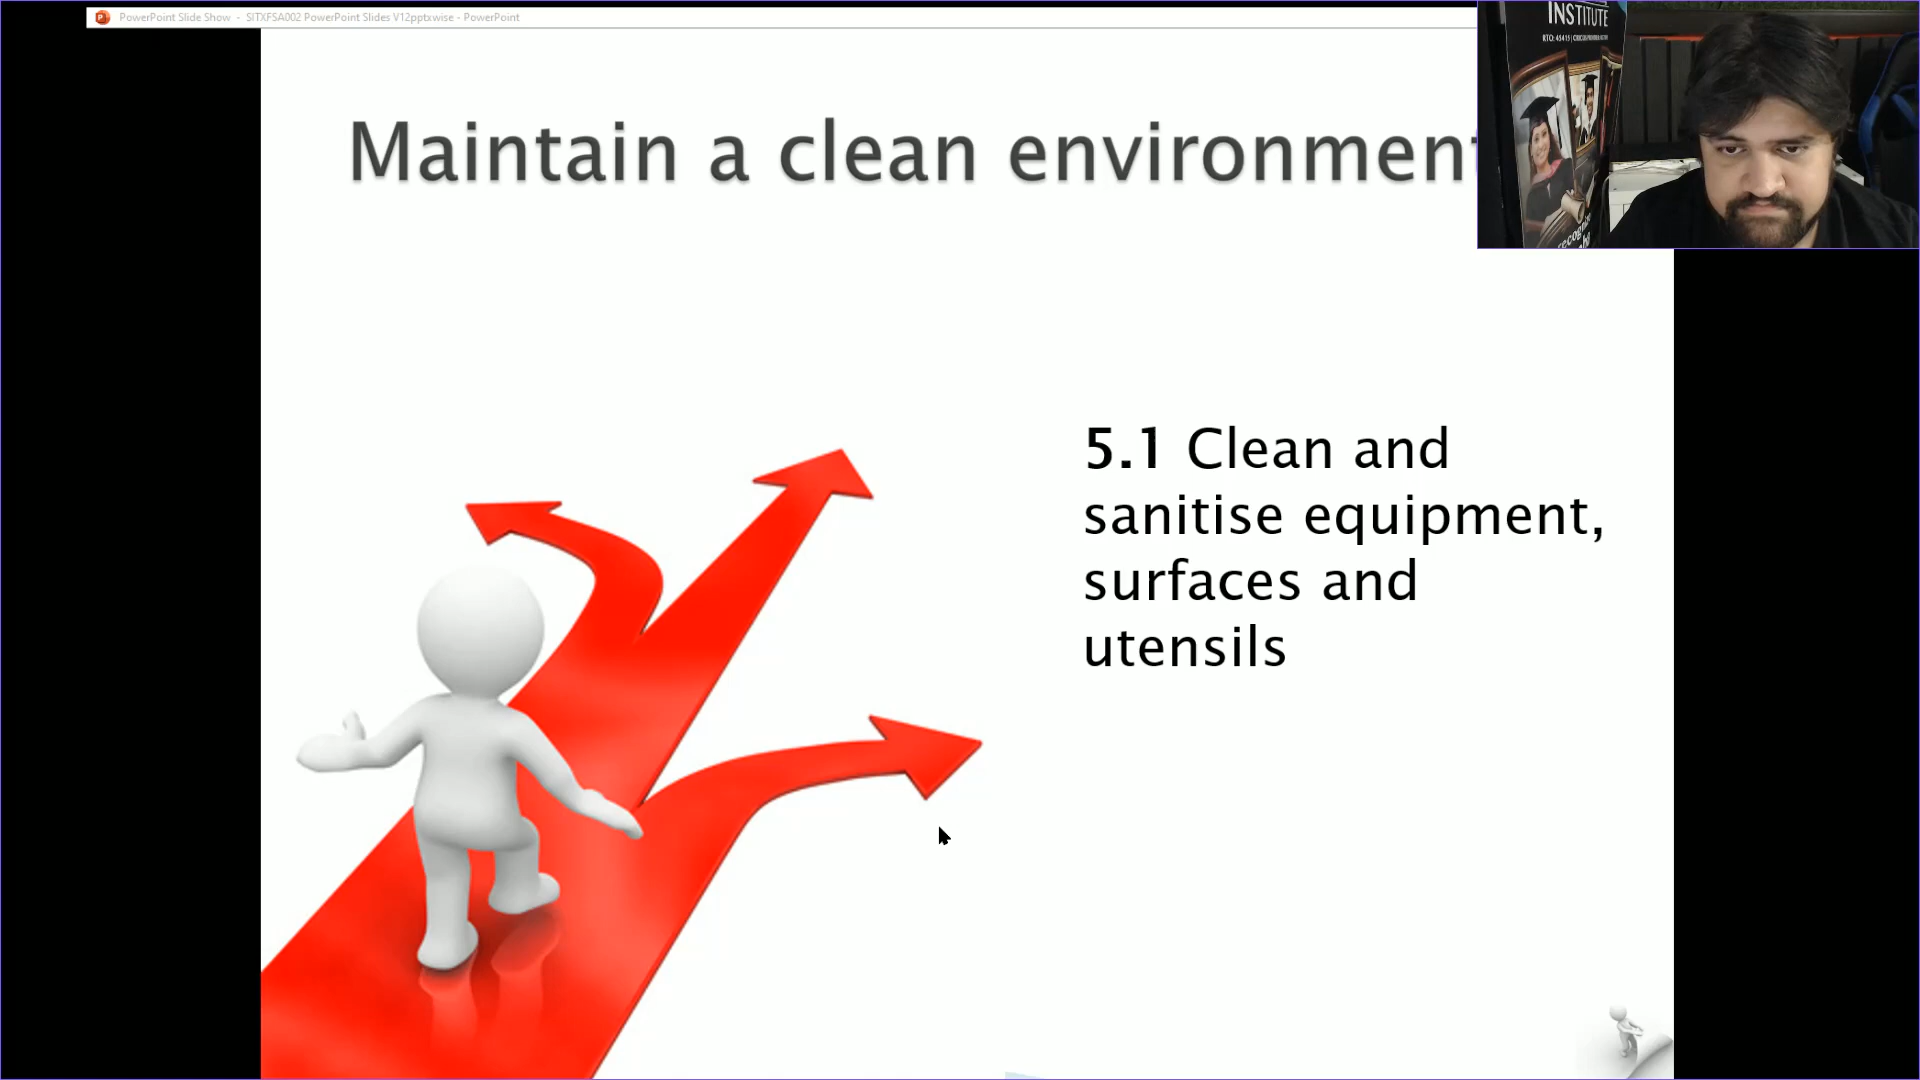 PowerPoint Slide Show - SITXFSA002 PowerPoint Slides V12pptxwise - PowerPoint
INSTITUTE
Maintain a clean environment
5.1 Clean and
sanitise equipment,
surfaces and
utensils